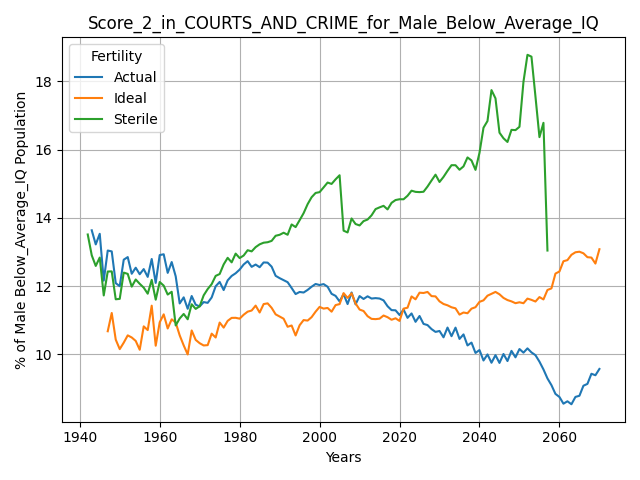 Score_2_in_COURTS_AND_CRIME_for_Male_Below_Average_IQ
Fertility
Actual
Ideal
Sterile
% of Male Below_Average_IQ Population
18
16
14
12
10
1940
1960
1980
2000
2020
2040
2060
Years